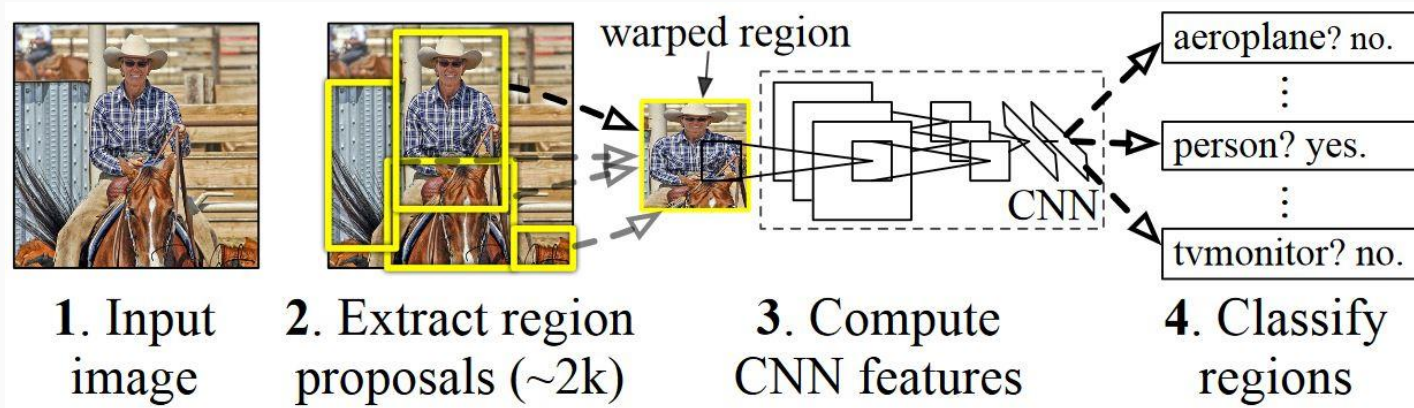 warped region
aeroplane? no.
⋮
person? yes.
⋮
tvmonitor? no.
CNN
1. Input
image
2. Extract region
proposals (~2k)
3. Compute
CNN features
4. Classify
regions